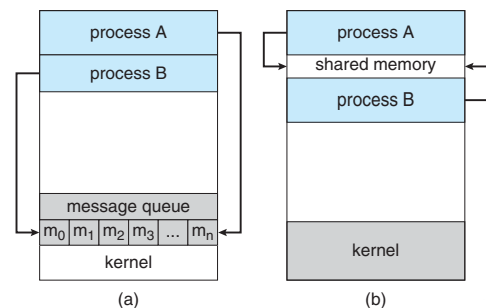 process A
process B
message queue
m0 m1 m2 m3 ... mn
kernel
(a)
process A
shared memory
process B
kernel
(b)